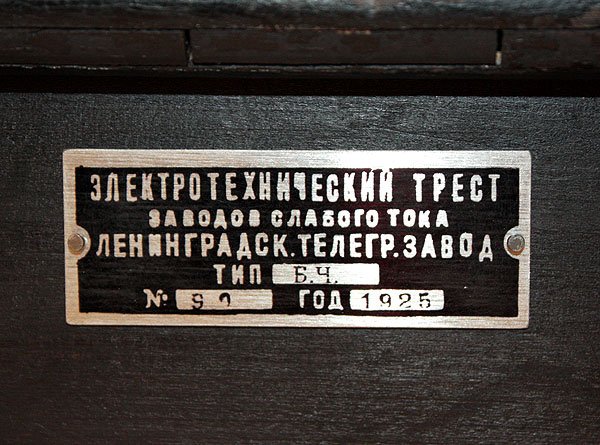 ЭЛЕКТРОТЕХНИЧЕСКИЙ ТРЕСТ
ЗАВОДОВ СЛАБОГО ТОКА
ЛЕНИНГРАДСК. ТЕЛЕГР. ЗАВОД
ТИП Б.Ч.
№ ГОД 1925